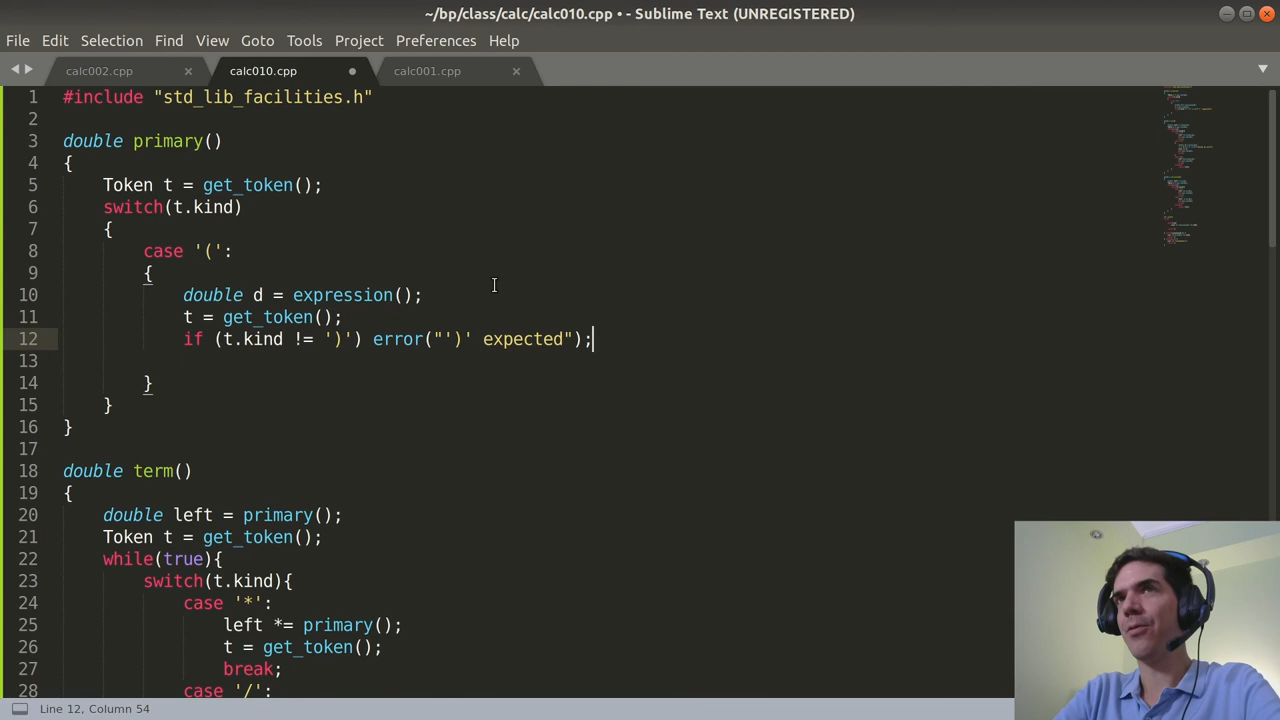 ~/bp/class/calc/calc010.cpp • - Sublime Text (UNREGISTERED)
File Edit Selection Find View Goto Tools Project Preferences Help
calc002.cpp calc010.cpp calc001.cpp
1 #include "std_lib_facilities.h"
2
3 double primary()
4 {
5 Token t = get_token();
6 switch(t.kind)
7 {
8 case '(':
9 {
10 double d = expression();
11 t = get_token();
12 if (t.kind != ')') error("')' expected");
13
14 }
15 }
16 }
17
18 double term()
19 {
20 double left = primary();
21 Token t = get_token();
22 while(true){
23 switch(t.kind){
24 case '*':
25 left *= primary();
26 t = get_token();
27 break;
28 case '/':
Line 12, Column 54